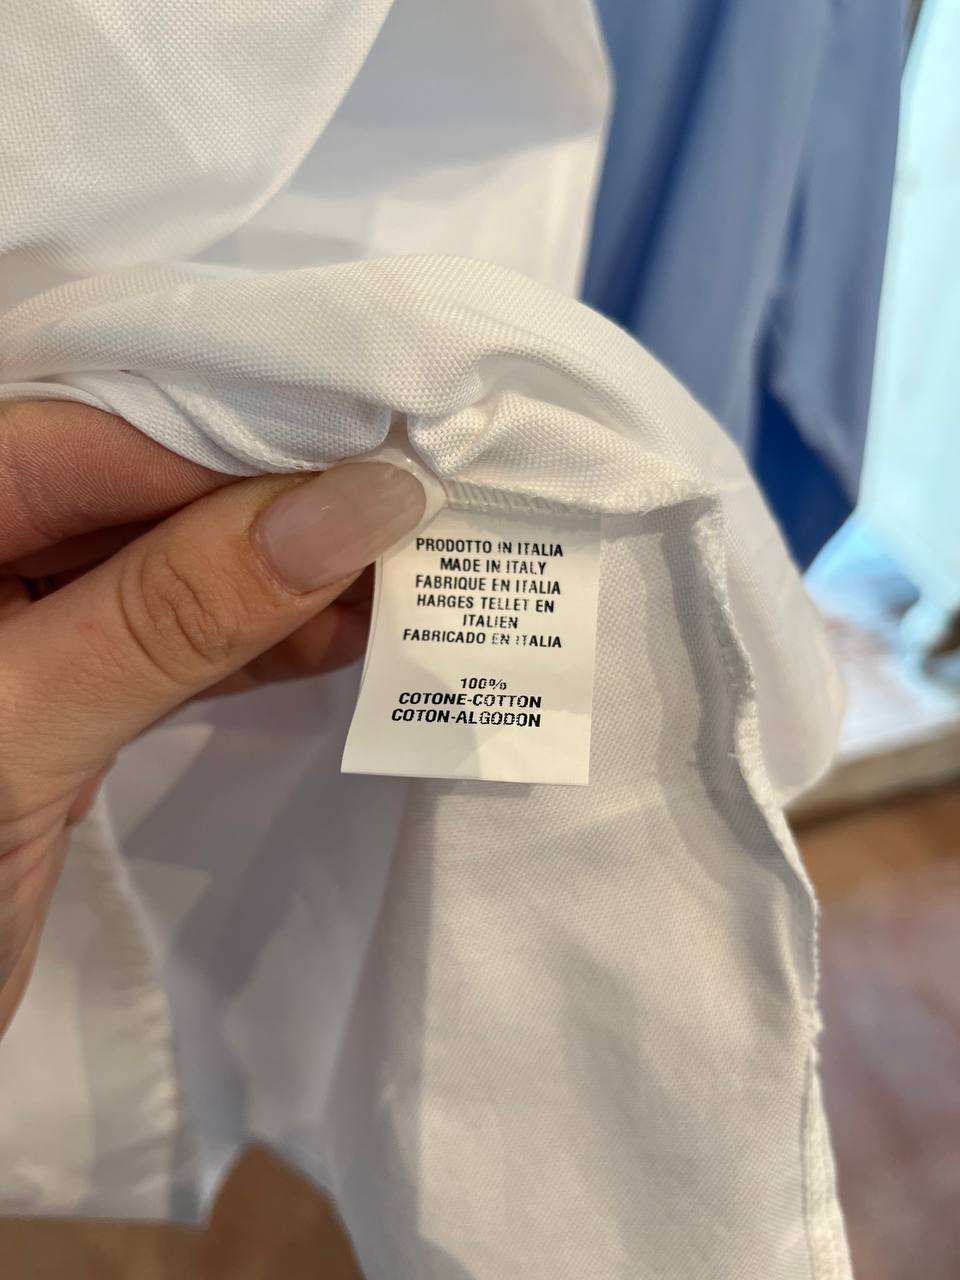 PRODOTTO IN ITALIA
MADE IN ITALY
FABRIQUE EN ITALIA
HARGES TELLET EN
ITALIEN
FABRICADO EN ITALIA
100%
COTONE-COTTON
COTON-ALGODON